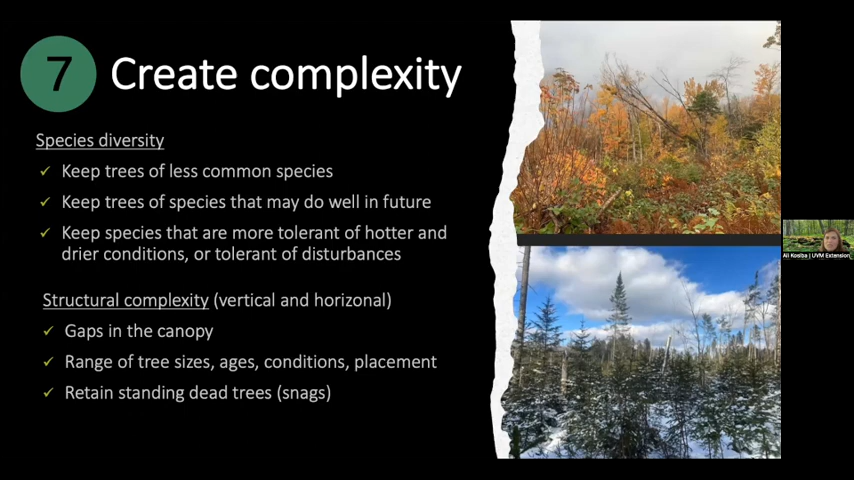 7
Create complexity
Species diversity
✓ Keep trees of less common species
✓ Keep trees of species that may do well in future
✓ Keep species that are more tolerant of hotter and
drier conditions, or tolerant of disturbances
Structural complexity (vertical and horizonal)
✓ Gaps in the canopy
✓ Range of tree sizes, ages, conditions, placement
✓ Retain standing dead trees (snags)
Ali Kosiba | UVM Extension